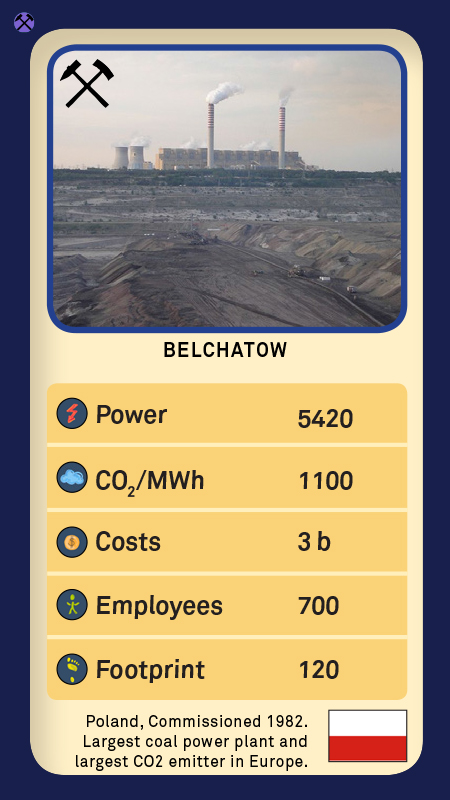 BELCHATOW
Power 5420
CO₂/MWh 1100
Costs 3 b
Employees 700
Footprint 120
Poland, Commissioned 1982.
Largest coal power plant and
largest CO2 emitter in Europe.